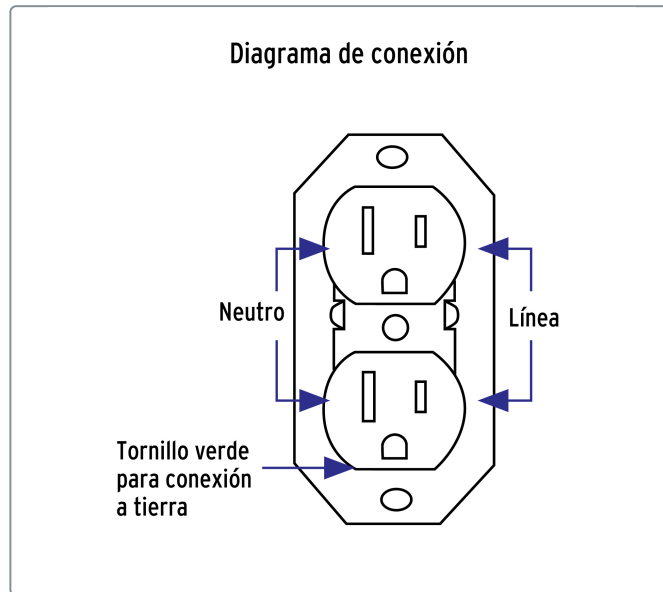 Diagrama de conexión
Neutro
Línea
Tornillo verde
para conexión
a tierra